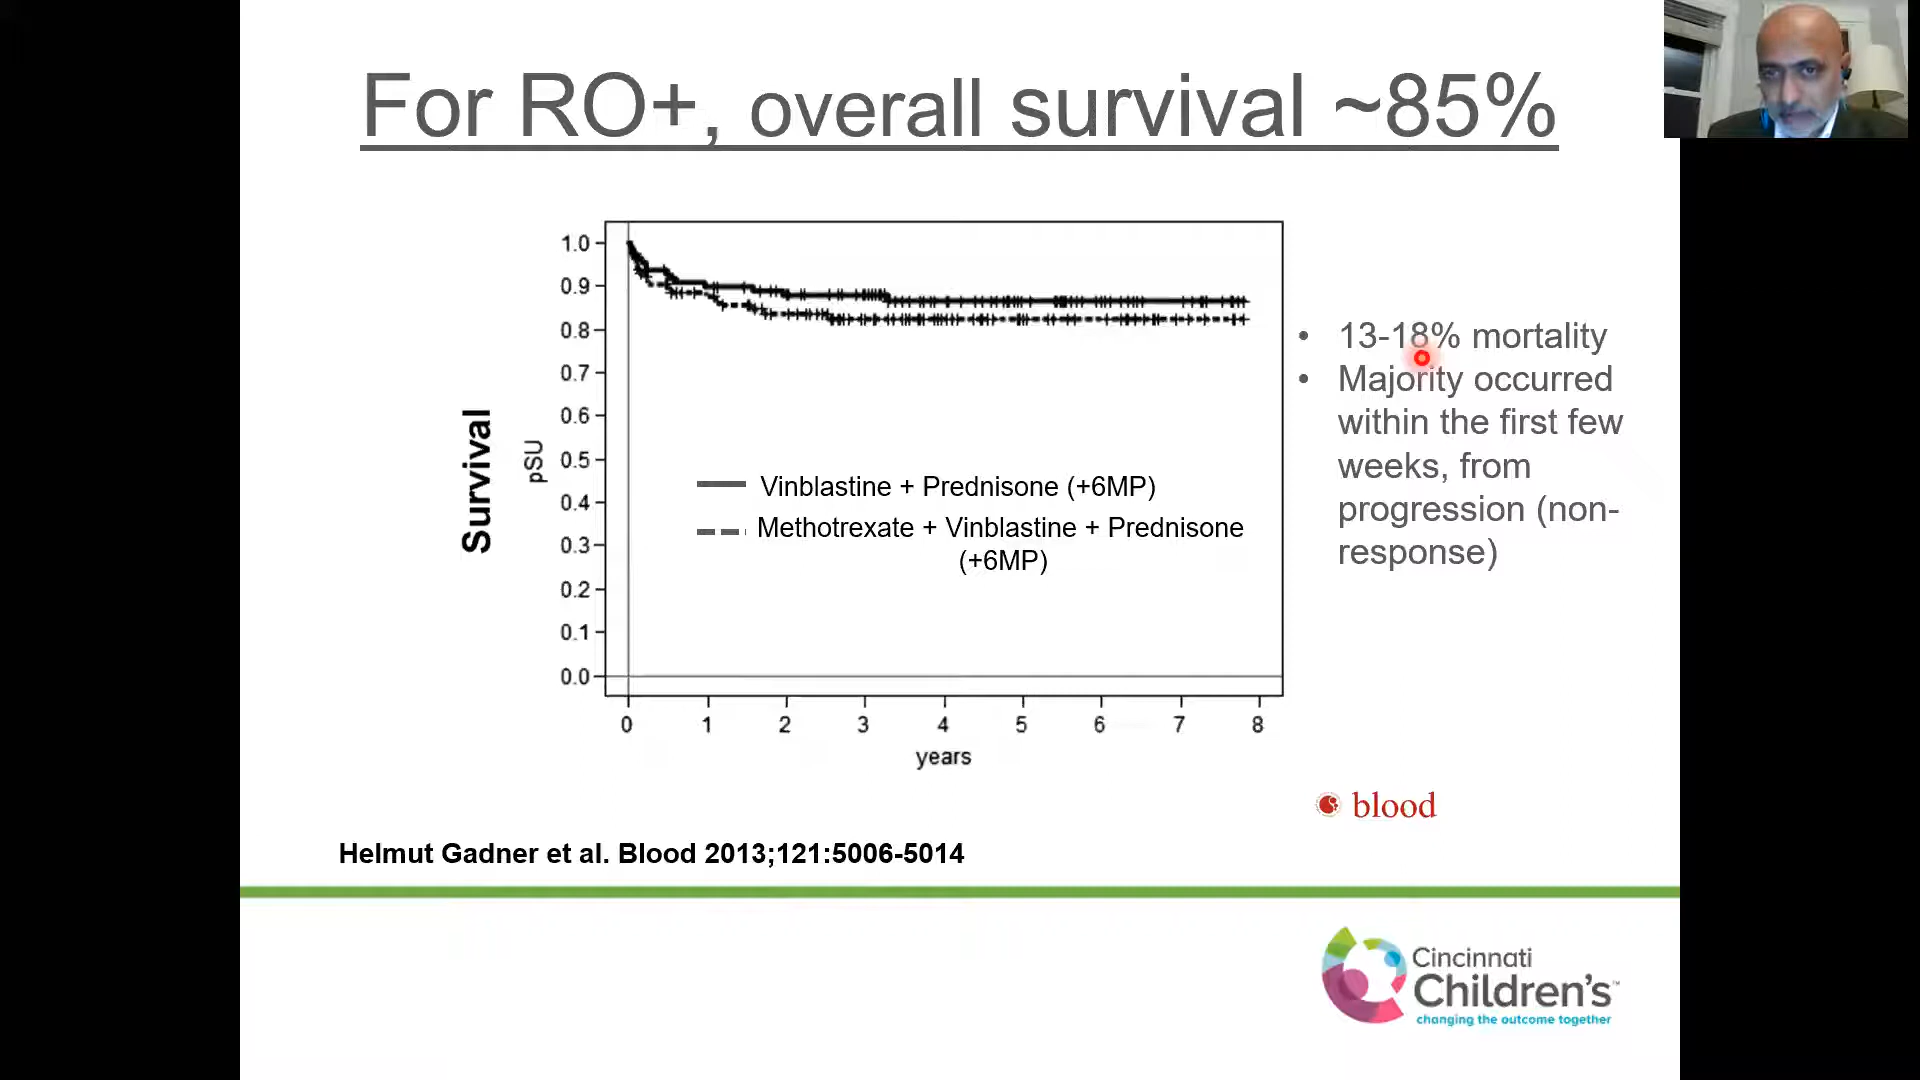 For RO+, overall survival ~85%
1.0
0.9
0.8
0.7
0.6
0.5
0.4
0.3
0.2
0.1
0.0
Survival
pSU
Vinblastine + Prednisone (+6MP)
Methotrexate + Vinblastine + Prednisone
(+6MP)
0 1 2 3 4 5 6 7 8
years
• 13-18% mortality
• Majority occurred
within the first few
weeks, from
progression (non-
response)
blood
Helmut Gadner et al. Blood 2013;121:5006-5014
Cincinnati
Children's™
changing the outcome together